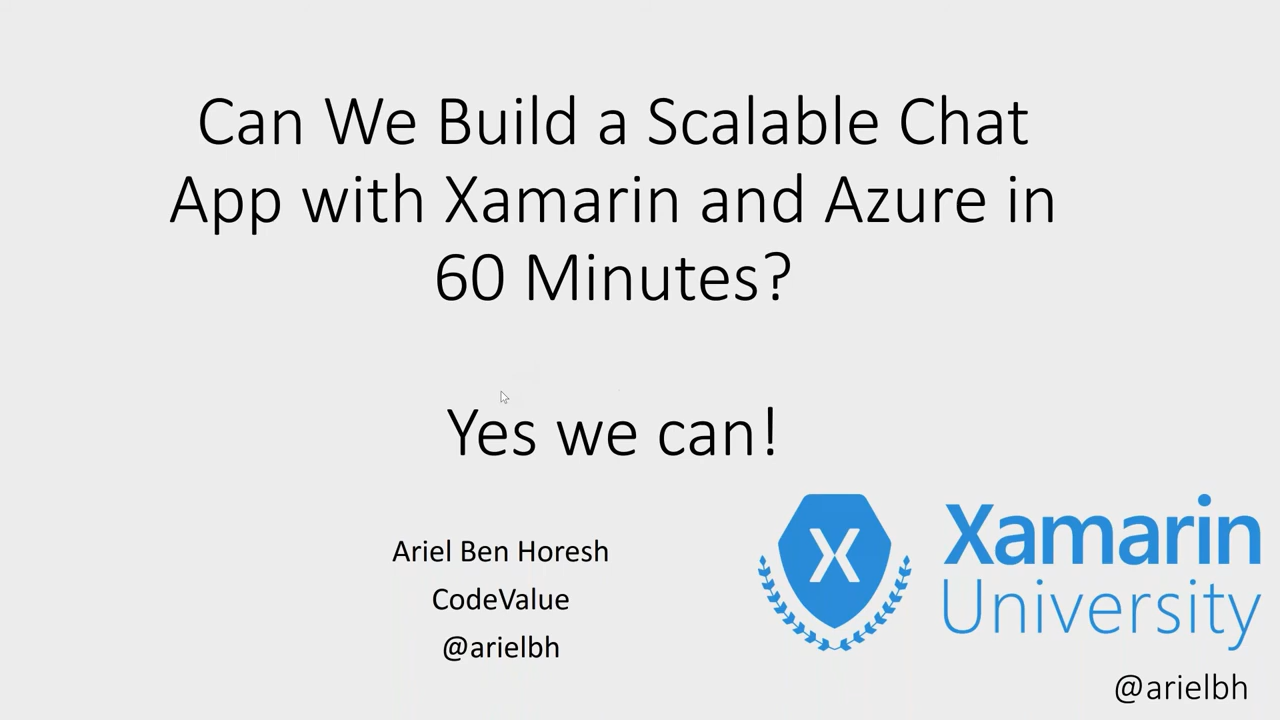 Can We Build a Scalable Chat
App with Xamarin and Azure in
60 Minutes?
Yes we can!
Ariel Ben Horesh
CodeValue
@arielbh
X
Xamarin
University
@arielbh